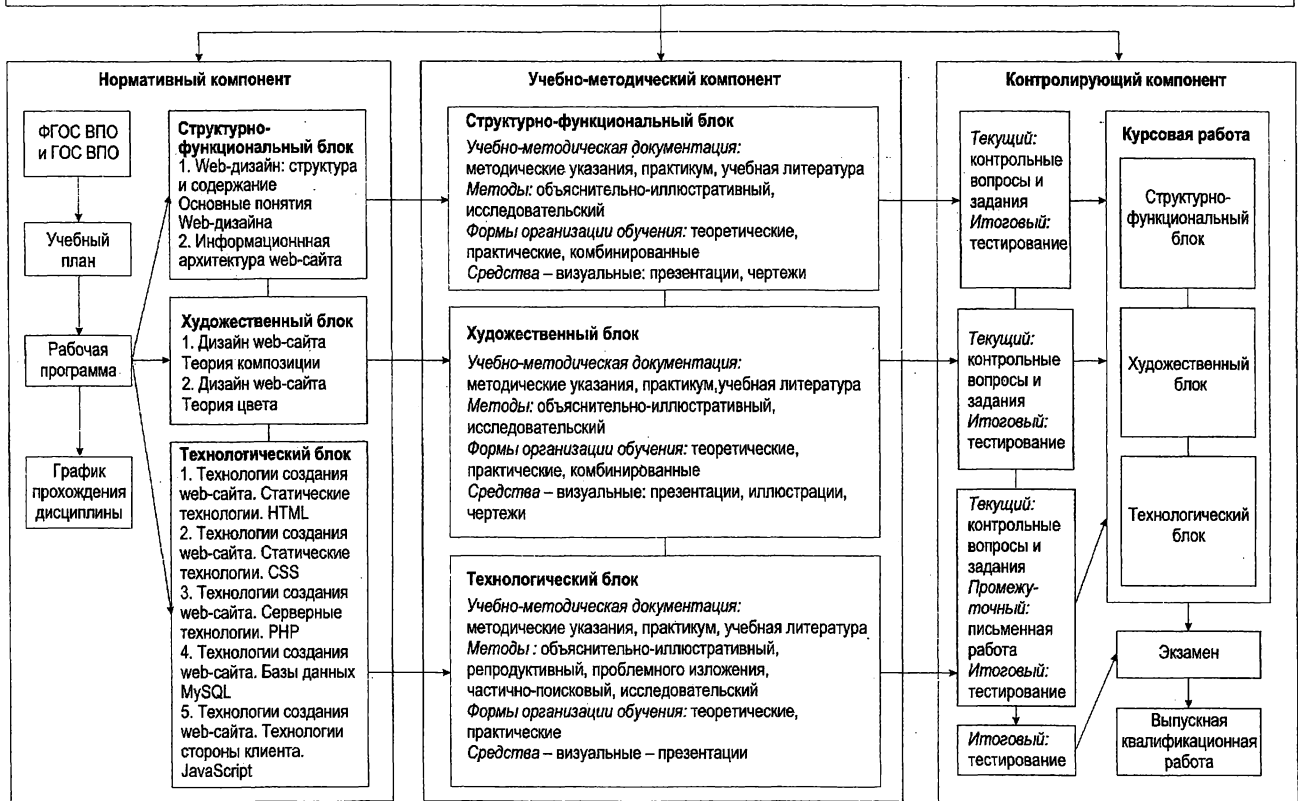 Нормативный компонент
ФГОС ВПО
и ГОС ВПО
Учебный
план
Рабочая
программа
График
прохождения
дисциплины
Структурно-
функциональный блок
1. Web-дизайн: структура
и содержание
Основные понятия
Web-дизайна
2. Информационнная
архитектура web-сайта
Художественный блок
1. Дизайн web-сайта
Теория композиции
2. Дизайн web-сайта
Теория цвета
Технологический блок
1. Технологии создания
web-сайта. Статические
технологии. HTML
2. Технологии создания
web-сайта. Статические
технологии. CSS
3. Технологии создания
web-сайта. Серверные
технологии. PHP
4. Технологии создания
web-сайта. Базы данных
MySQL
5. Технологии создания
web-сайта. Технологии
стороны клиента.
JavaScript
Учебно-методический компонент
Структурно-функциональный блок
Учебно-методическая документация:
методические указания, практикум, учебная литература
Методы: объяснительно-иллюстративный,
исследовательский
Формы организации обучения: теоретические,
практические, комбинированные
Средства – визуальные: презентации, чертежи
Художественный блок
Учебно-методическая документация:
методические указания, практикум,учебная литература
Методы: объяснительно-иллюстративный,
исследовательский
Формы организации обучения: теоретические,
практические, комбинированные
Средства – визуальные: презентации, иллюстрации,
чертежи
Технологический блок
Учебно-методическая документация:
методические указания, практикум, учебная литература
Методы : объяснительно-иллюстративный,
репродуктивный, проблемного изложения,
частично-поисковый, исследовательский
Формы организации обучения: теоретические,
практические
Средства – визуальные – презентации
Контролирующий компонент
Текущий:
контрольные
вопросы и
задания
Итоговый:
тестирование
Текущий:
контрольные
вопросы и
задания
Итоговый:
тестирование
Текущий:
контрольные
вопросы и
задания
Промежу-
точный:
письменная
работа
Итоговый:
тестирование
Итоговый:
тестирование
Курсовая работа
Структурно-
функциональный
блок
Художественный
блок
Технологический
блок
Экзамен
Выпускная
квалификационная
работа